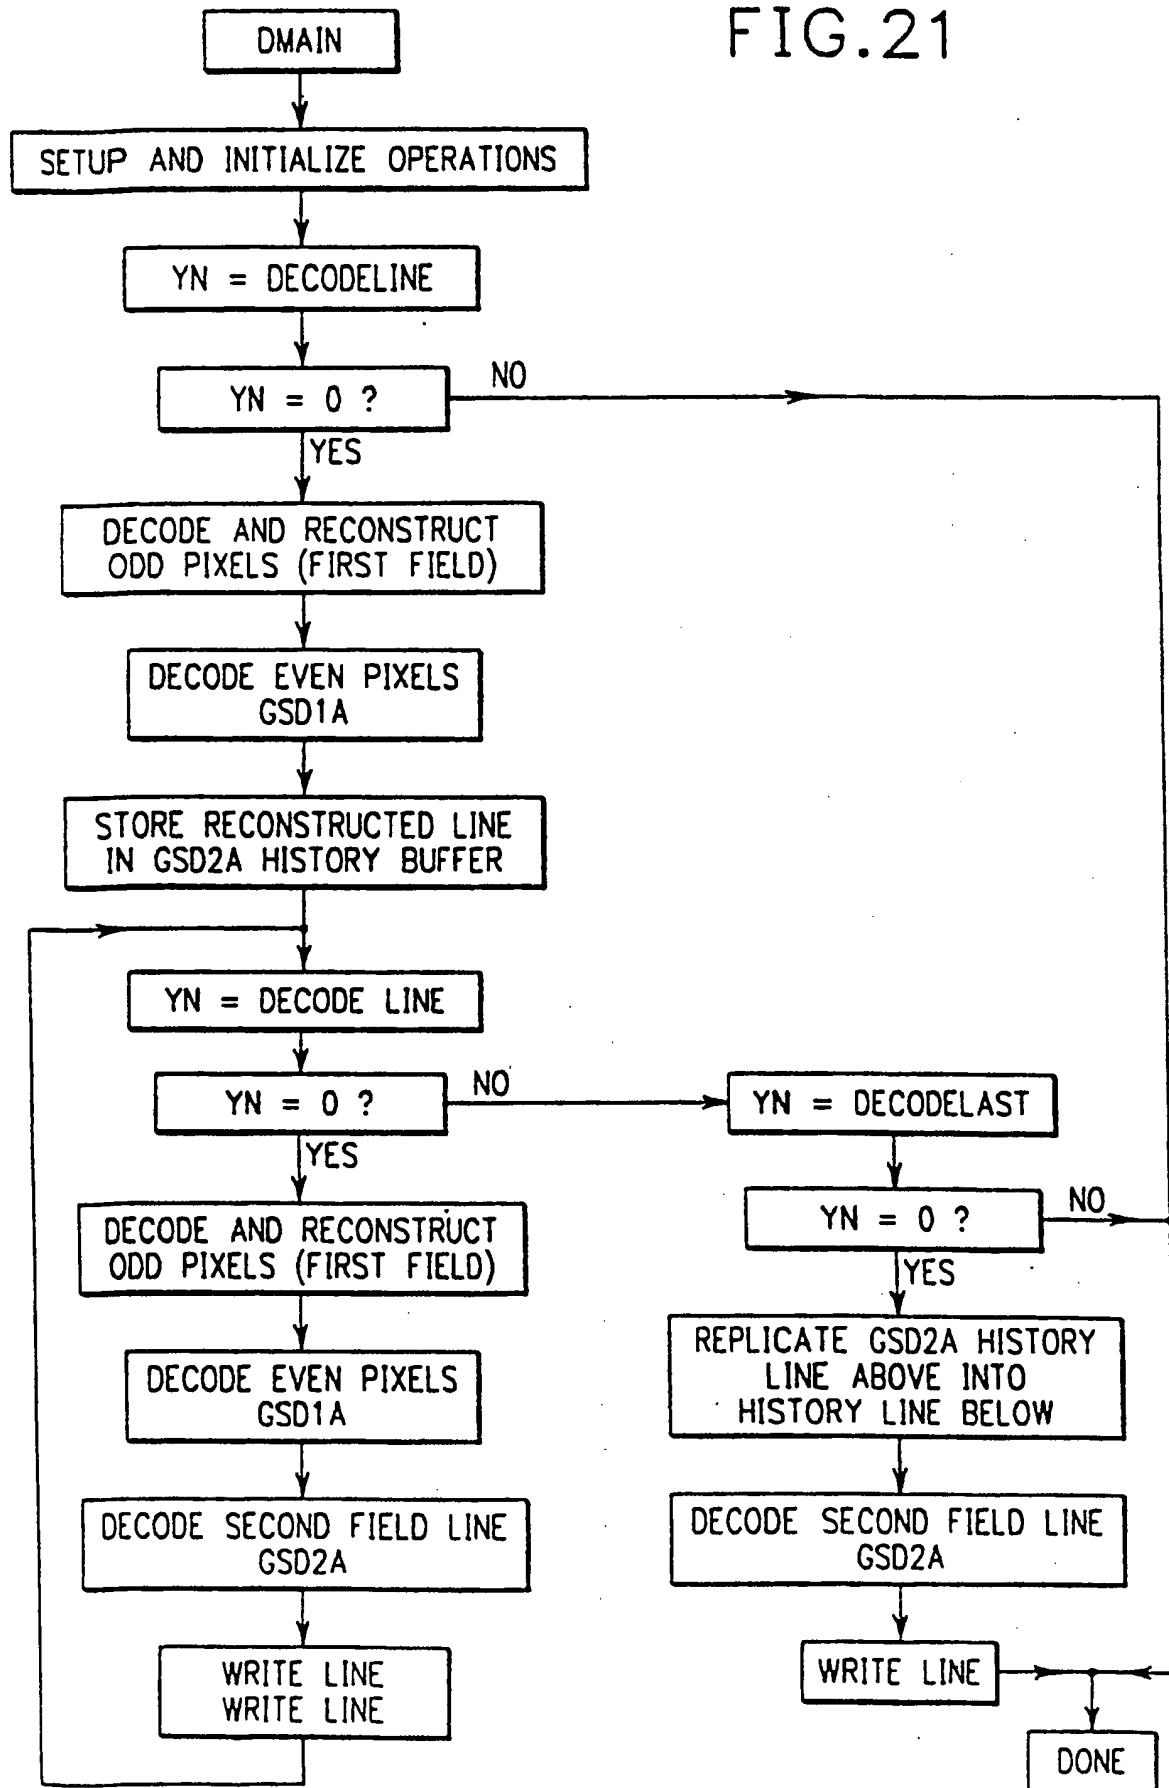 FIG.21
DMAIN
SETUP AND INITIALIZE OPERATIONS
YN = DECODELINE
YN = 0 ?
NO
YES
DECODE AND RECONSTRUCT
ODD PIXELS (FIRST FIELD)
DECODE EVEN PIXELS
GSD1A
STORE RECONSTRUCTED LINE
IN GSD2A HISTORY BUFFER
YN = DECODE LINE
YN = 0 ?
NO
YES
DECODE AND RECONSTRUCT
ODD PIXELS (FIRST FIELD)
DECODE EVEN PIXELS
GSD1A
DECODE SECOND FIELD LINE
GSD2A
WRITE LINE
WRITE LINE
YN = DECODELAST
YN = 0 ?
NO
YES
REPLICATE GSD2A HISTORY
LINE ABOVE INTO
HISTORY LINE BELOW
DECODE SECOND FIELD LINE
GSD2A
WRITE LINE
DONE